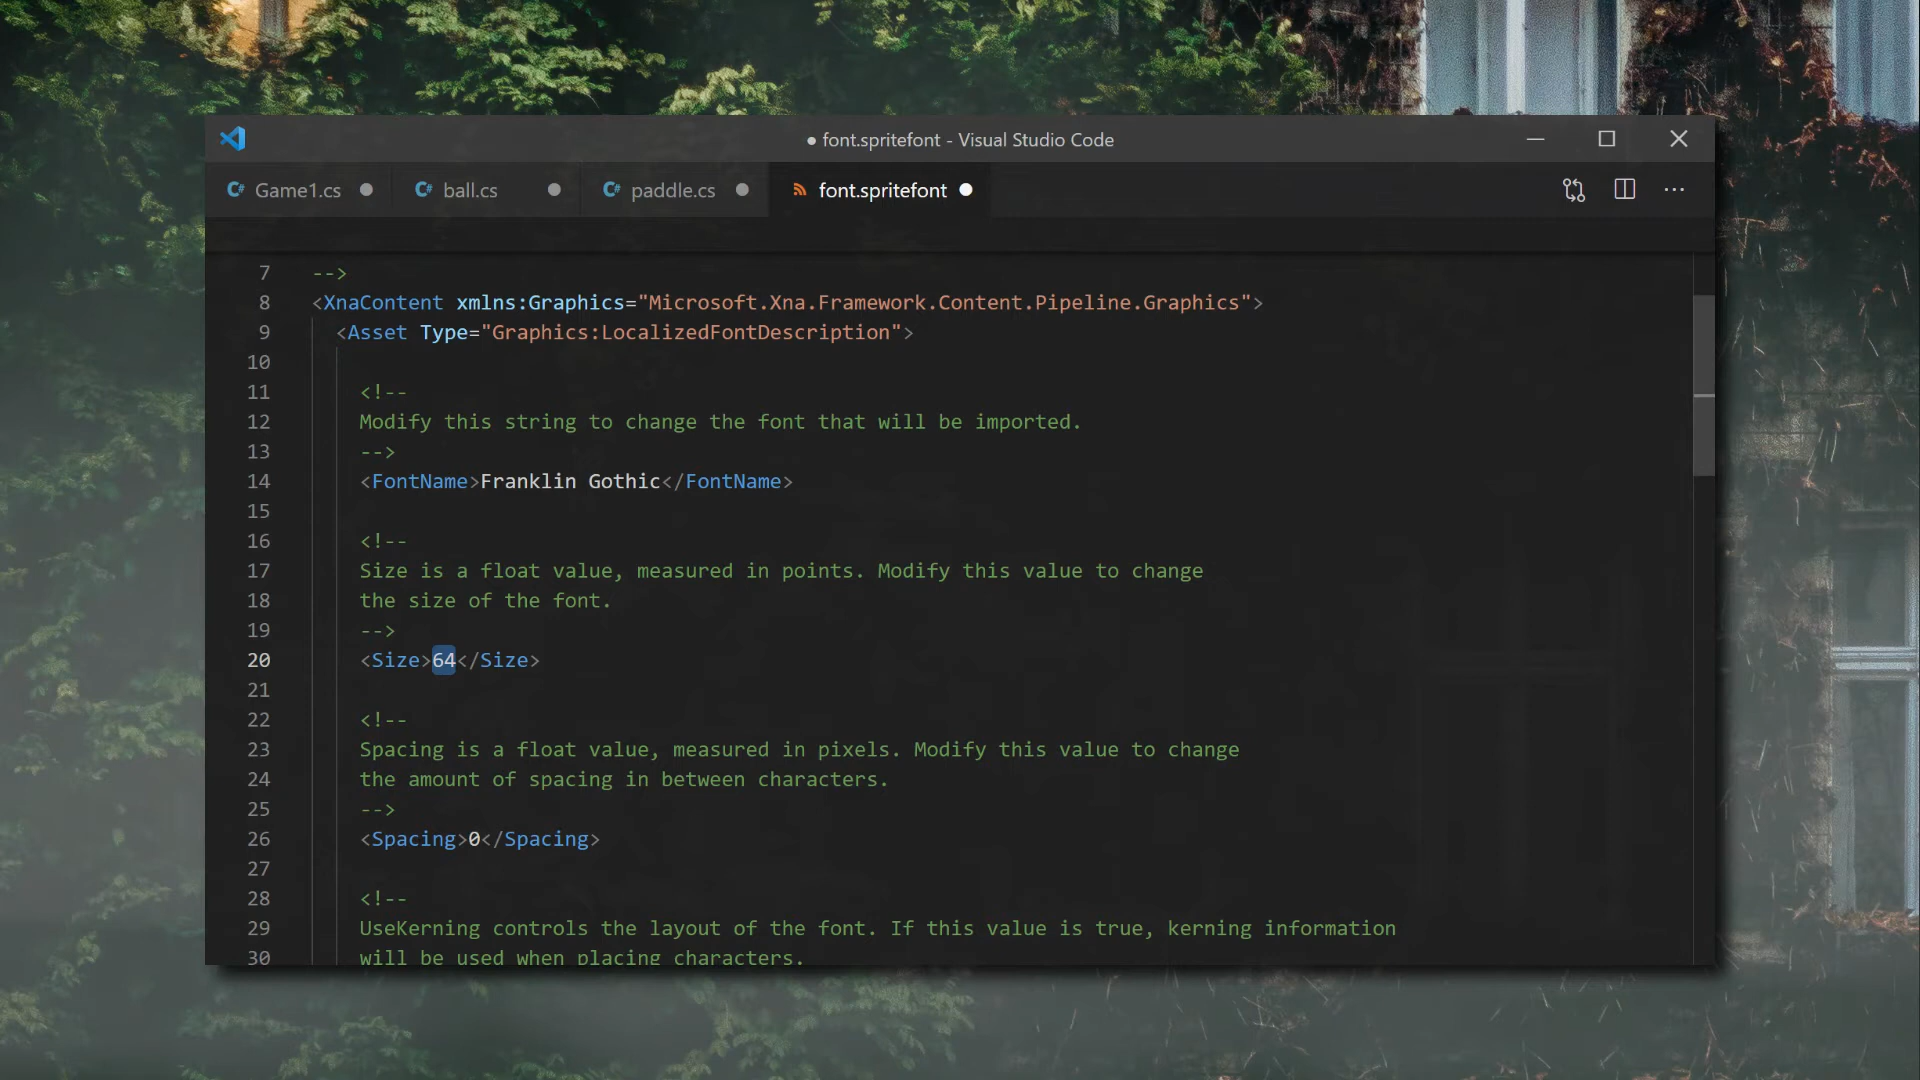 ● font.spritefont - Visual Studio Code
C# Game1.cs ● C# ball.cs ● C# paddle.cs ● font.spritefont ●
7 -->
8 <XnaContent xmlns:Graphics="Microsoft.Xna.Framework.Content.Pipeline.Graphics">
9 <Asset Type="Graphics:LocalizedFontDescription">
10
11 <!--
12 Modify this string to change the font that will be imported.
13 -->
14 <FontName>Franklin Gothic</FontName>
15
16 <!--
17 Size is a float value, measured in points. Modify this value to change
18 the size of the font.
19 -->
20 <Size>64</Size>
21
22 <!--
23 Spacing is a float value, measured in pixels. Modify this value to change
24 the amount of spacing in between characters.
25 -->
26 <Spacing>0</Spacing>
27
28 <!--
29 UseKerning controls the layout of the font. If this value is true, kerning information
30 will be used when placing characters.